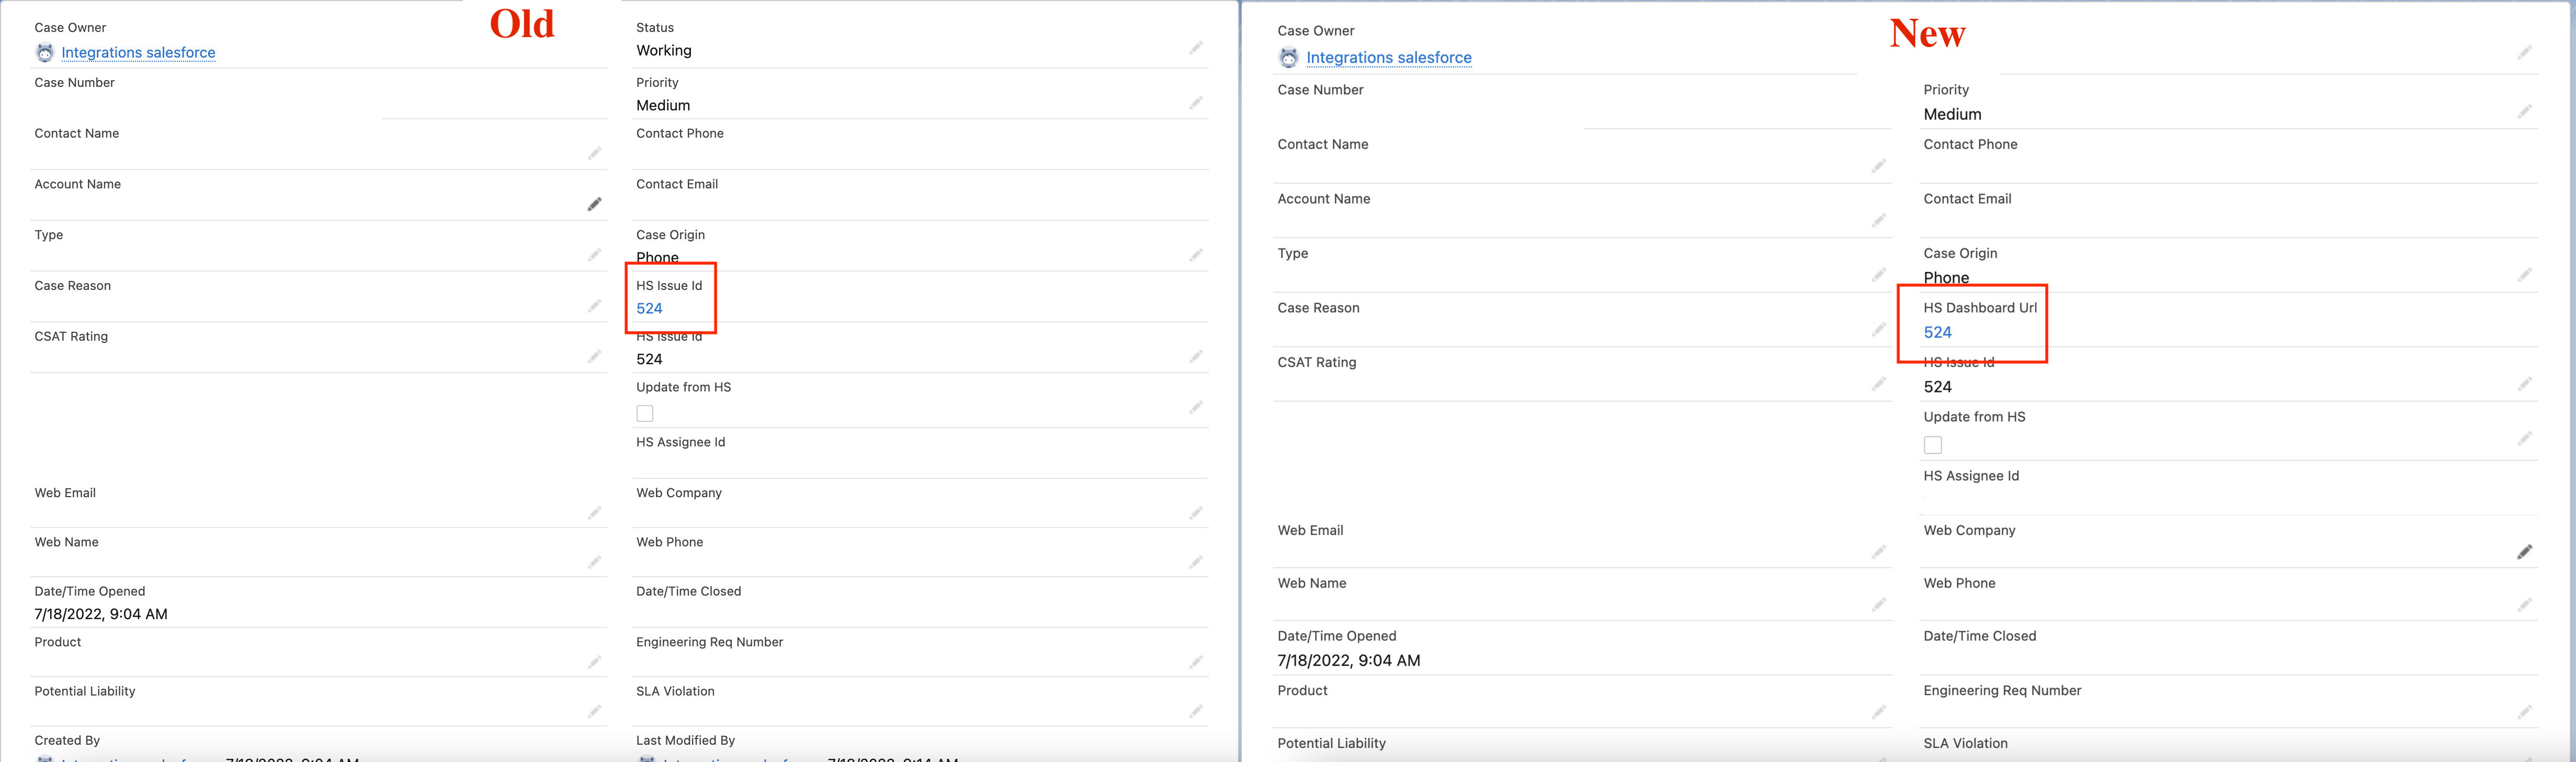 Old
Case Owner
Integrations salesforce
Case Number
Contact Name
Account Name
Type
Case Reason
CSAT Rating
Web Email
Web Name
Date/Time Opened
7/18/2022, 9:04 AM
Product
Potential Liability
Created By
Status
Working
Priority
Medium
Contact Phone
Contact Email
Case Origin
Phone
HS Issue Id
524
HS Issue Id
524
Update from HS
HS Assignee Id
Web Company
Web Phone
Date/Time Closed
Engineering Req Number
SLA Violation
Last Modified By
New
Case Owner
Integrations salesforce
Case Number
Contact Name
Account Name
Type
Case Reason
CSAT Rating
Web Email
Web Name
Date/Time Opened
7/18/2022, 9:04 AM
Product
Potential Liability
Priority
Medium
Contact Phone
Contact Email
Case Origin
Phone
HS Dashboard Url
524
HS Issue Id
524
Update from HS
HS Assignee Id
Web Company
Web Phone
Date/Time Closed
Engineering Req Number
SLA Violation